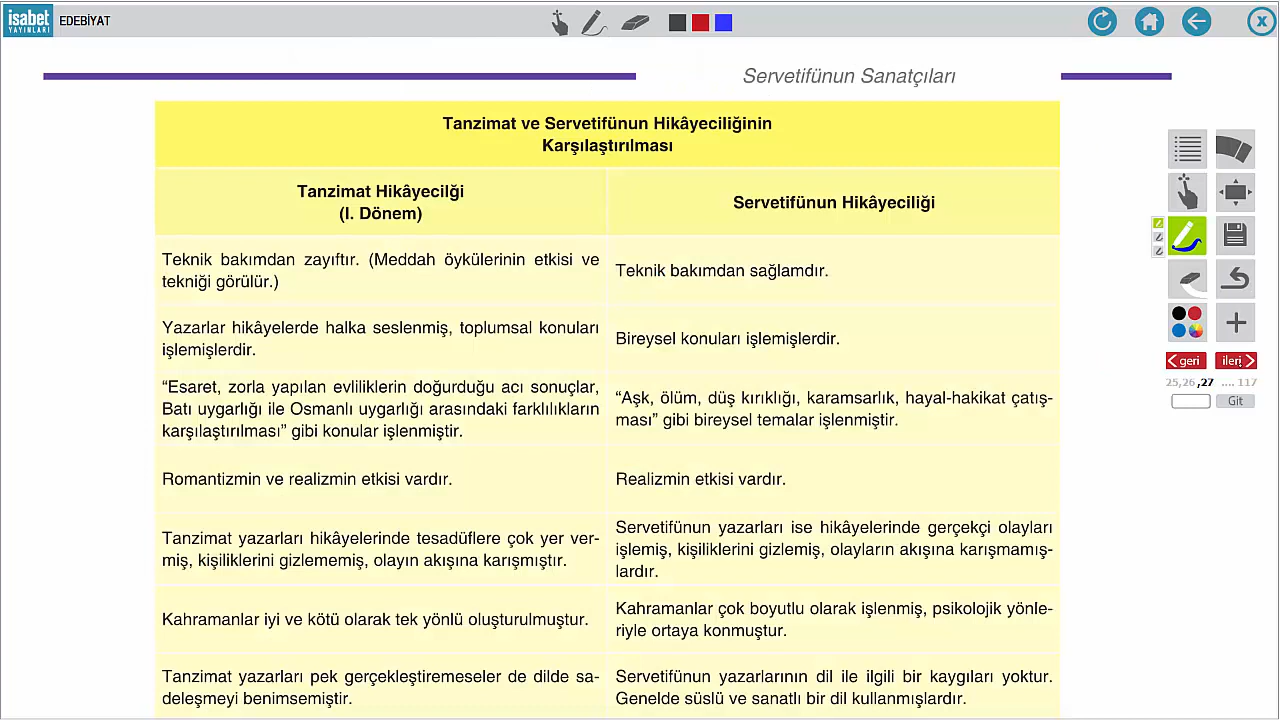 isabet
YAYINLARI
EDEBİYAT
Servetifünun Sanatçıları
Tanzimat ve Servetifünun Hikâyeciliğinin
Karşılaştırılması
Tanzimat Hikâyecilği
(I. Dönem)
Servetifünun Hikâyeciliği
Teknik bakımdan zayıftır. (Meddah öykülerinin etkisi ve
tekniği görülür.)
Teknik bakımdan sağlamdır.
Yazarlar hikâyelerde halka seslenmiş, toplumsal konuları
işlemişlerdir.
Bireysel konuları işlemişlerdir.
“Esaret, zorla yapılan evliliklerin doğurduğu acı sonuçlar,
Batı uygarlığı ile Osmanlı uygarlığı arasındaki farklılıkların
karşılaştırılması” gibi konular işlenmiştir.
“Aşk, ölüm, düş kırıklığı, karamsarlık, hayal-hakikat çatış-
ması” gibi bireysel temalar işlenmiştir.
Romantizmin ve realizmin etkisi vardır.
Realizmin etkisi vardır.
Tanzimat yazarları hikâyelerinde tesadüflere çok yer ver-
miş, kişiliklerini gizlememiş, olayın akışına karışmıştır.
Servetifünun yazarları ise hikâyelerinde gerçekçi olayları
işlemiş, kişiliklerini gizlemiş, olayların akışına karışmamış-
lardır.
Kahramanlar iyi ve kötü olarak tek yönlü oluşturulmuştur.
Kahramanlar çok boyutlu olarak işlenmiş, psikolojik yönle-
riyle ortaya konmuştur.
Tanzimat yazarları pek gerçekleştiremeseler de dilde sa-
deleşmeyi benimsemiştir.
Servetifünun yazarlarının dil ile ilgili bir kaygıları yoktur.
Genelde süslü ve sanatlı bir dil kullanmışlardır.
geri
ileri
25,26,27 .... 117
Git